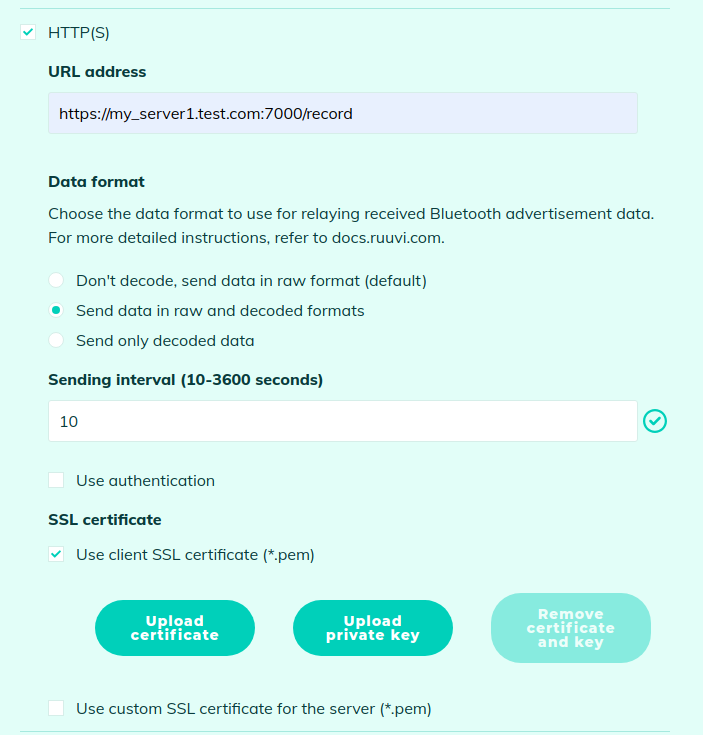 HTTP(S)
URL address
https://my_server1.test.com:7000/record
Data format
Choose the data format to use for relaying received Bluetooth advertisement data.
For more detailed instructions, refer to docs.ruuvi.com.
Don't decode, send data in raw format (default)
Send data in raw and decoded formats
Send only decoded data
Sending interval (10-3600 seconds)
10
Use authentication
SSL certificate
Use client SSL certificate (*.pem)
Upload
certificate
Upload
private key
Remove
certificate
and key
Use custom SSL certificate for the server (*.pem)